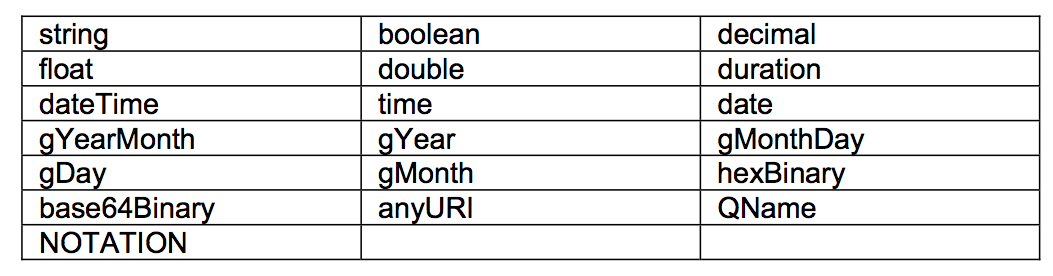 string boolean decimal
float double duration
dateTime time date
gYearMonth gYear gMonthDay
gDay gMonth hexBinary
base64Binary anyURI QName
NOTATION